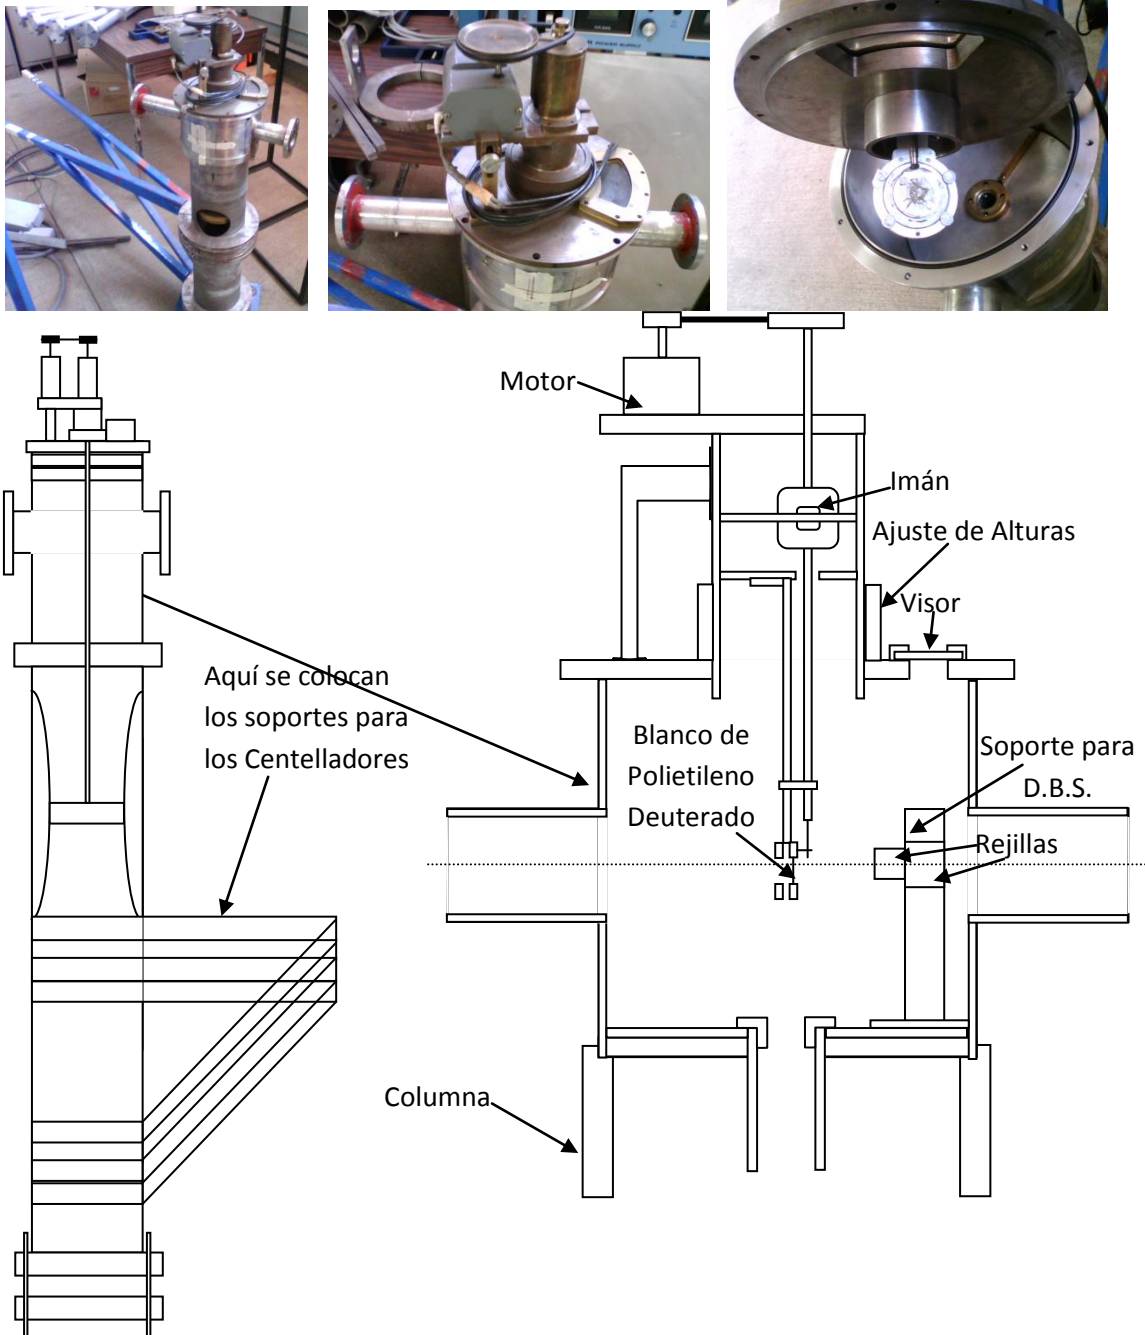 Motor
Imán
Ajuste de Alturas
Visor
Aquí se colocan
los soportes para
los Centelladores
Blanco de
Polietileno
Deuterado
Soporte para
D.B.S.
Rejillas
Columna